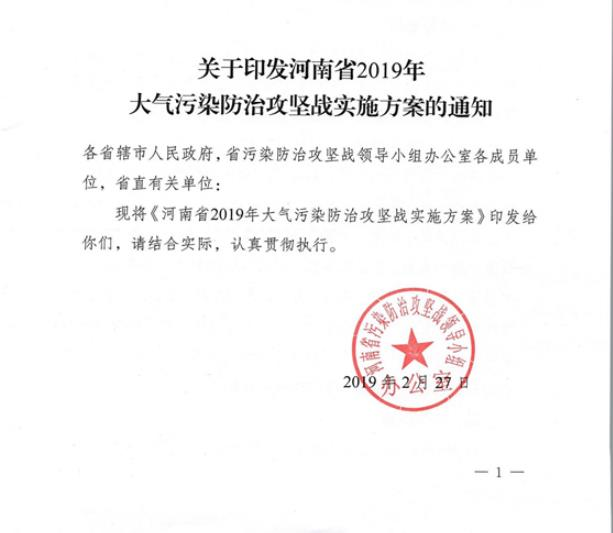 关于印发河南省2019年
大气污染防治攻坚战实施方案的通知
各省辖市人民政府，省污染防治攻坚战领导小组办公室各成员单
位，省直有关单位：
现将《河南省2019年大气污染防治攻坚战实施方案》印发给
你们，请结合实际，认真贯彻执行。
河南省污染防治攻坚战领导小组
办公室
2019 年 2 月 27 日
— 1 —